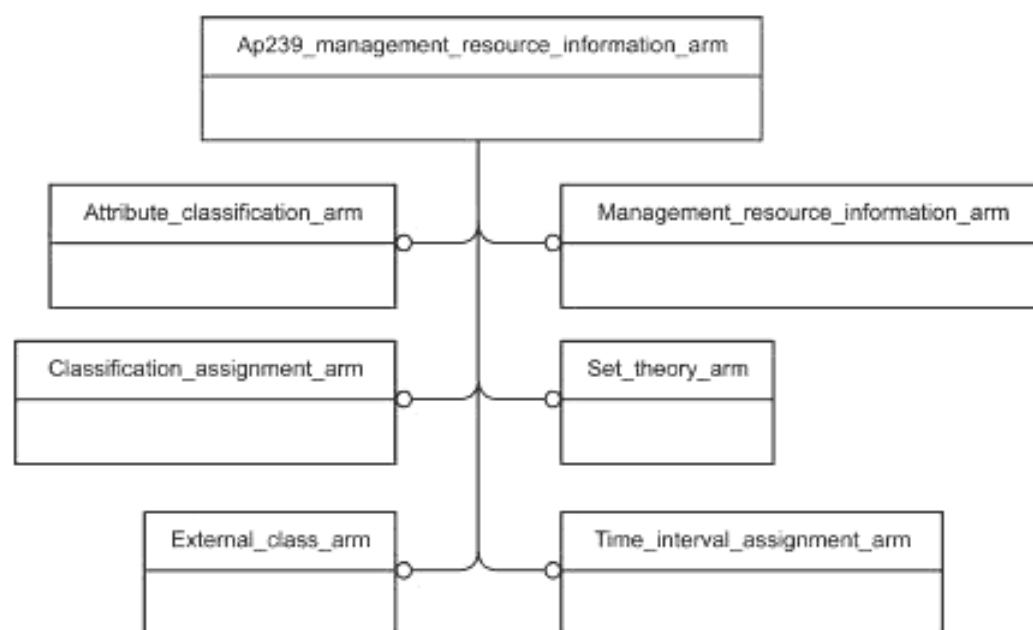 Ap239_management_resource_information_arm
Attribute_classification_arm
Management_resource_information_arm
Classification_assignment_arm
Set_theory_arm
External_class_arm
Time_interval_assignment_arm